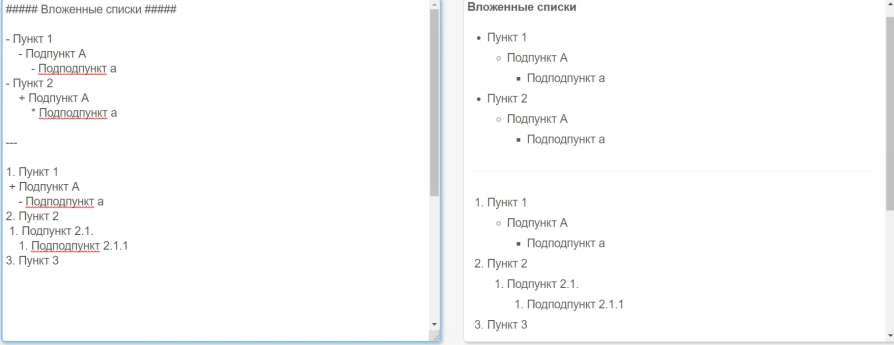 ##### Вложенные списки #####
- Пункт 1
- Подпункт А
- Подподпункт а
- Пункт 2
+ Подпункт А
* Подподпункт а
---
1. Пункт 1
+ Подпункт А
- Подподпункт а
2. Пункт 2
1. Подпункт 2.1.
1. Подподпункт 2.1.1
3. Пункт 3
Вложенные списки
• Пункт 1
○ Подпункт А
▪ Подподпункт а
• Пункт 2
○ Подпункт А
▪ Подподпункт а
1. Пункт 1
○ Подпункт А
▪ Подподпункт а
2. Пункт 2
1. Подпункт 2.1.
1. Подподпункт 2.1.1
3. Пункт 3